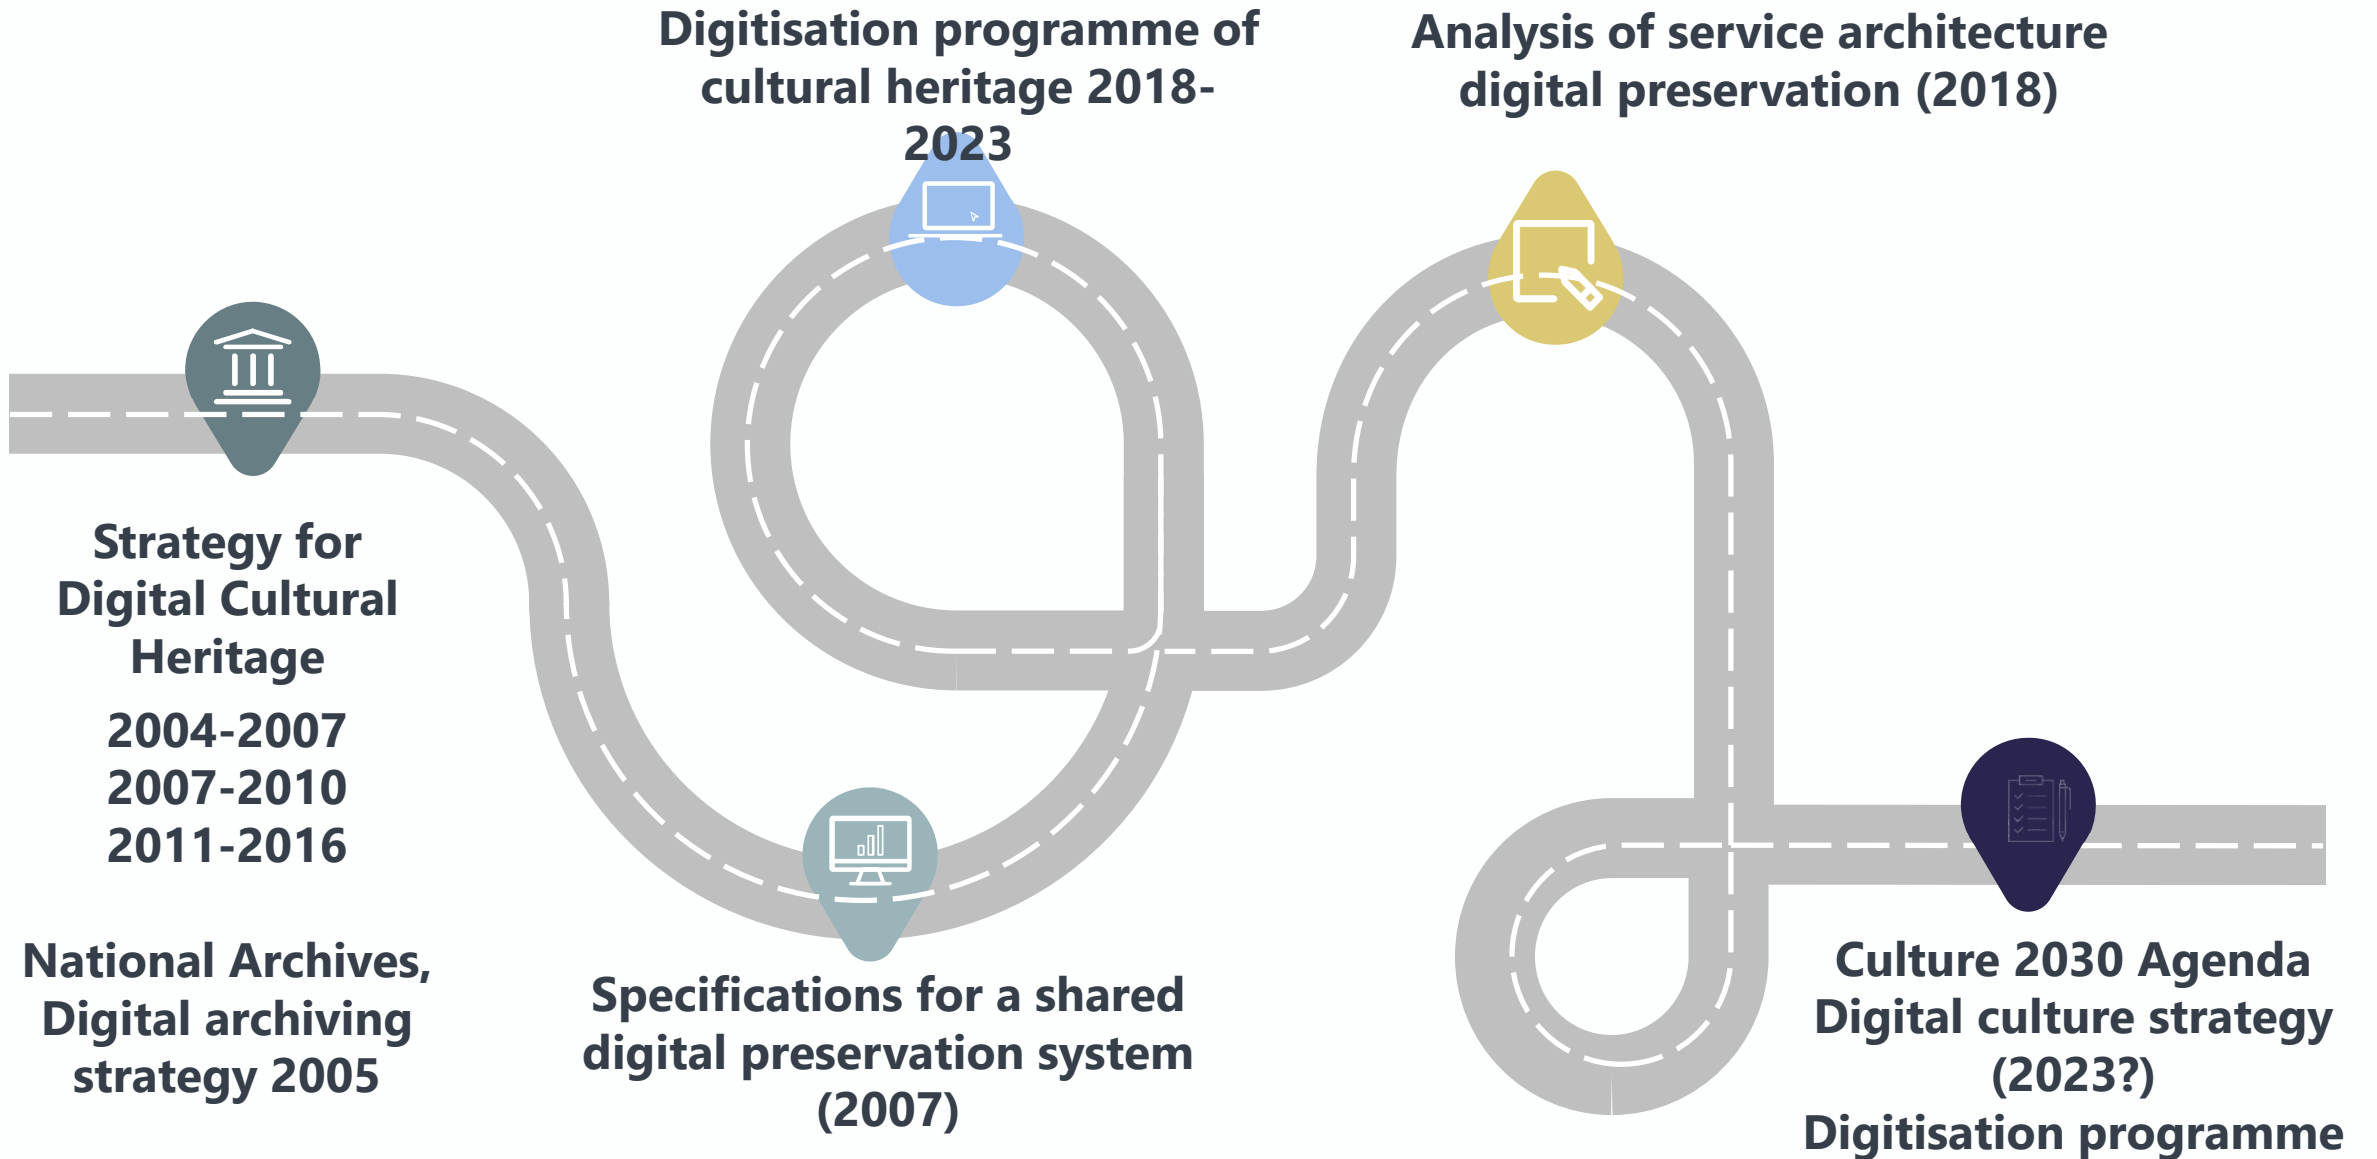 Strategy for
Digital Cultural
Heritage
2004-2007
2007-2010
2011-2016
National Archives,
Digital archiving
strategy 2005
Specifications for a shared
digital preservation system
(2007)
Digitisation programme of
cultural heritage 2018-
2023
Analysis of service architecture
digital preservation (2018)
Culture 2030 Agenda
Digital culture strategy
(2023?)
Digitisation programme